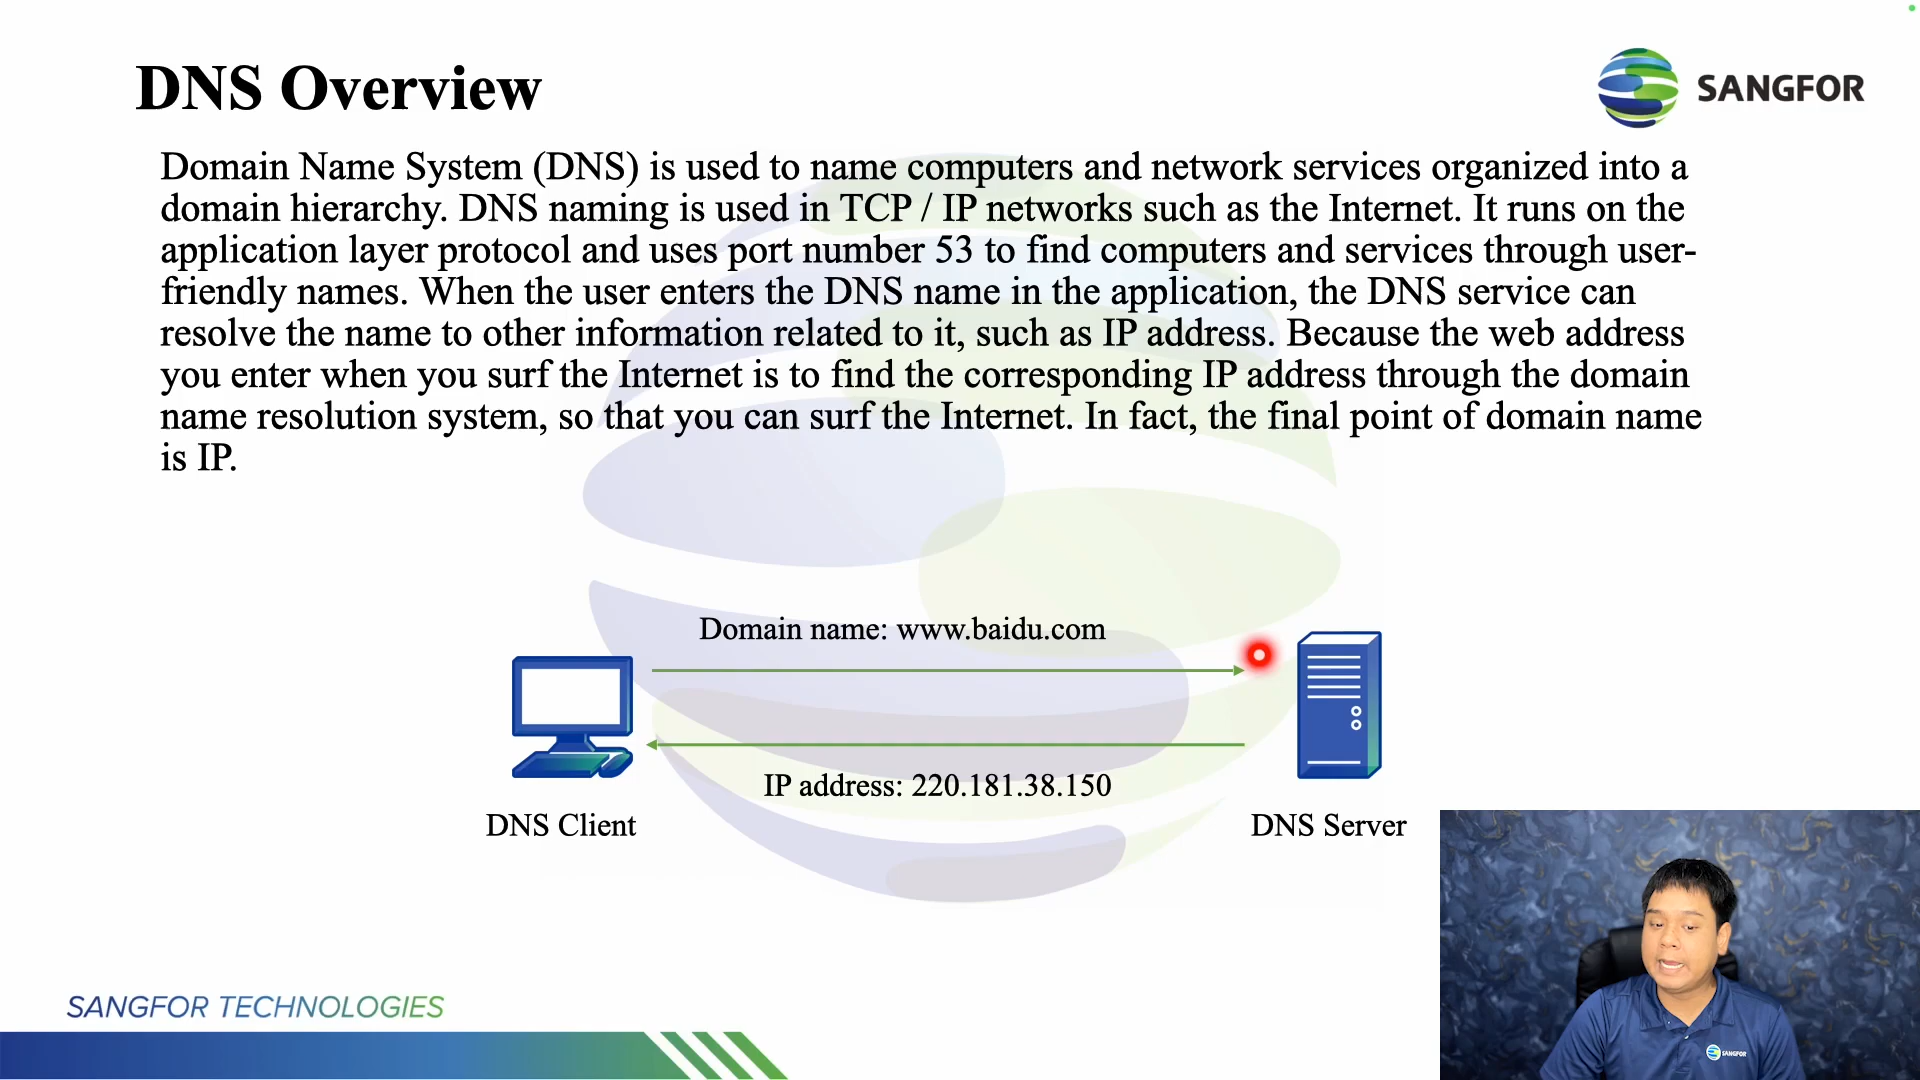 DNS Overview
SANGFOR
Domain Name System (DNS) is used to name computers and network services organized into a
domain hierarchy. DNS naming is used in TCP / IP networks such as the Internet. It runs on the
application layer protocol and uses port number 53 to find computers and services through user-
friendly names. When the user enters the DNS name in the application, the DNS service can
resolve the name to other information related to it, such as IP address. Because the web address
you enter when you surf the Internet is to find the corresponding IP address through the domain
name resolution system, so that you can surf the Internet. In fact, the final point of domain name
is IP.
Domain name: www.baidu.com
IP address: 220.181.38.150
DNS Client
DNS Server
SANGFOR TECHNOLOGIES
SANGFOR